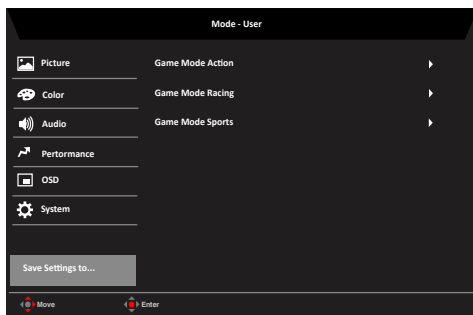 Mode - User
Picture
Game Mode Action
Color
Game Mode Racing
Audio
Game Mode Sports
Pertormance
OSD
System
Save Settings to...
Move
Enter